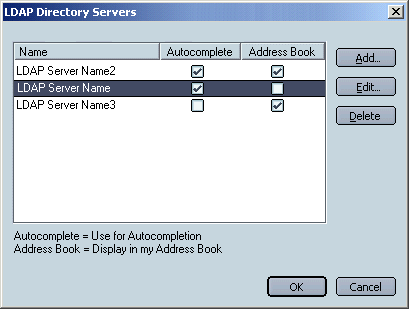 LDAP Directory Servers
Name Autocomplete Address Book
LDAP Server Name2
LDAP Server Name
LDAP Server Name3
Add...
Edit...
Delete
Autocomplete = Use for Autocompletion
Address Book = Display in my Address Book
OK Cancel